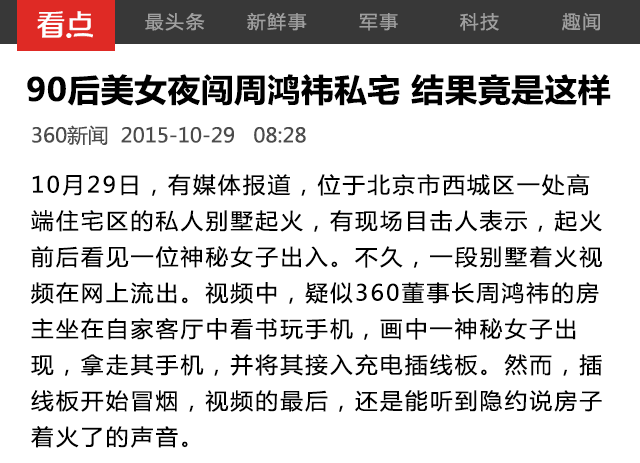 看点 最头条 新鲜事 军事 科技 趣闻
90后美女夜闯周鸿祎私宅 结果竟是这样
360新闻 2015-10-29 08:28
10月29日，有媒体报道，位于北京市西城区一处高
端住宅区的私人别墅起火，有现场目击人表示，起火
前后看见一位神秘女子出入。不久，一段别墅着火视
频在网上流出。视频中，疑似360董事长周鸿祎的房
主坐在自家客厅中看书玩手机，画中一神秘女子出
现，拿走其手机，并将其接入充电插线板。然而，插
线板开始冒烟，视频的最后，还是能听到隐约说房子
着火了的声音。